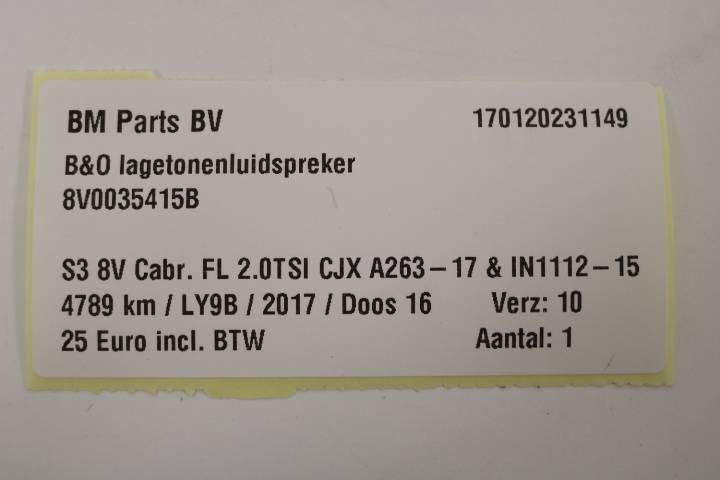 BM Parts BV 170120231149
B&O lagetonenluidspreker
8V0035415B
S3 8V Cabr. FL 2.0TSI CJX A263-17 & IN1112-15
4789 km / LY9B / 2017 / Doos 16 Verz: 10
25 Euro incl. BTW Aantal: 1